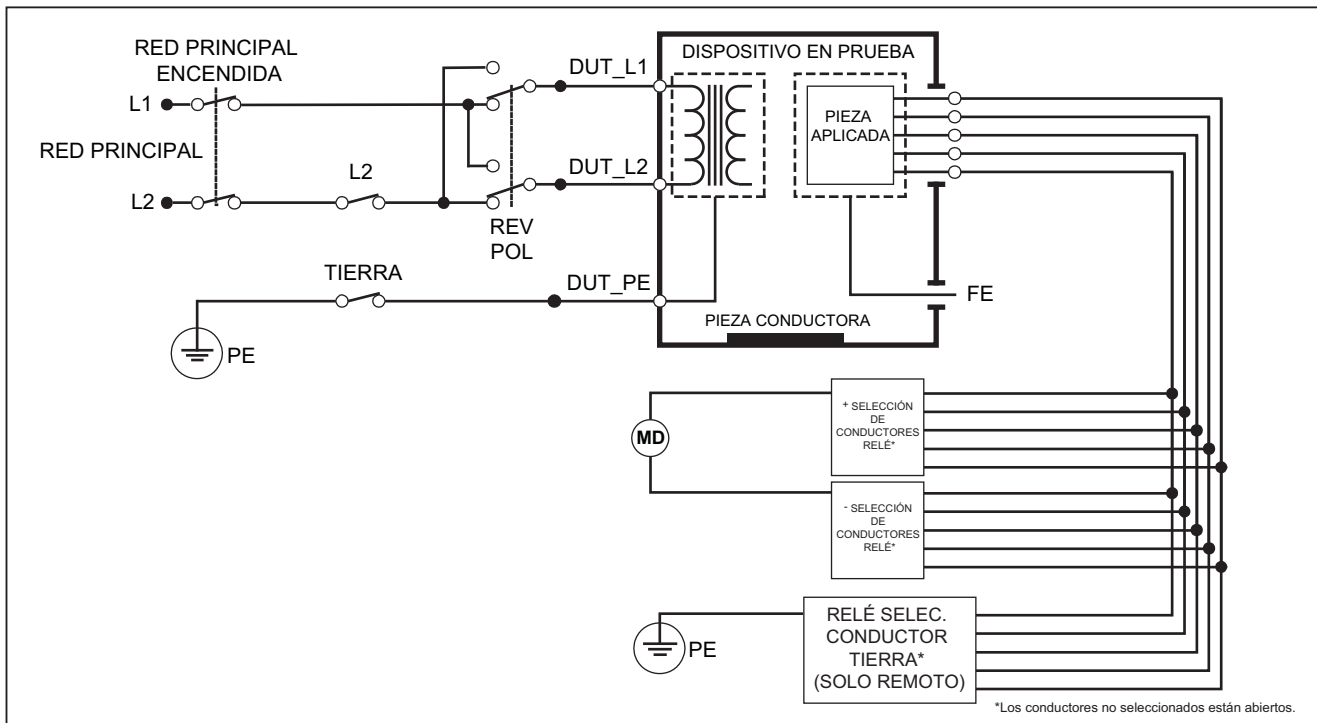 RED PRINCIPAL
ENCENDIDA
DISPOSITIVO EN PRUEBA
DUT_L1
L1
PIEZA
APLICADA
RED PRINCIPAL
L2
DUT_L2
L2
REV
POL
TIERRA
DUT_PE
FE
PIEZA CONDUCTORA
PE
+ SELECCIÓN
DE
CONDUCTORES
RELÉ*
MD
- SELECCIÓN
DE
CONDUCTORES
RELÉ*
RELÉ SELEC.
CONDUCTOR
TIERRA*
(SOLO REMOTO)
PE
*Los conductores no seleccionados están abiertos.